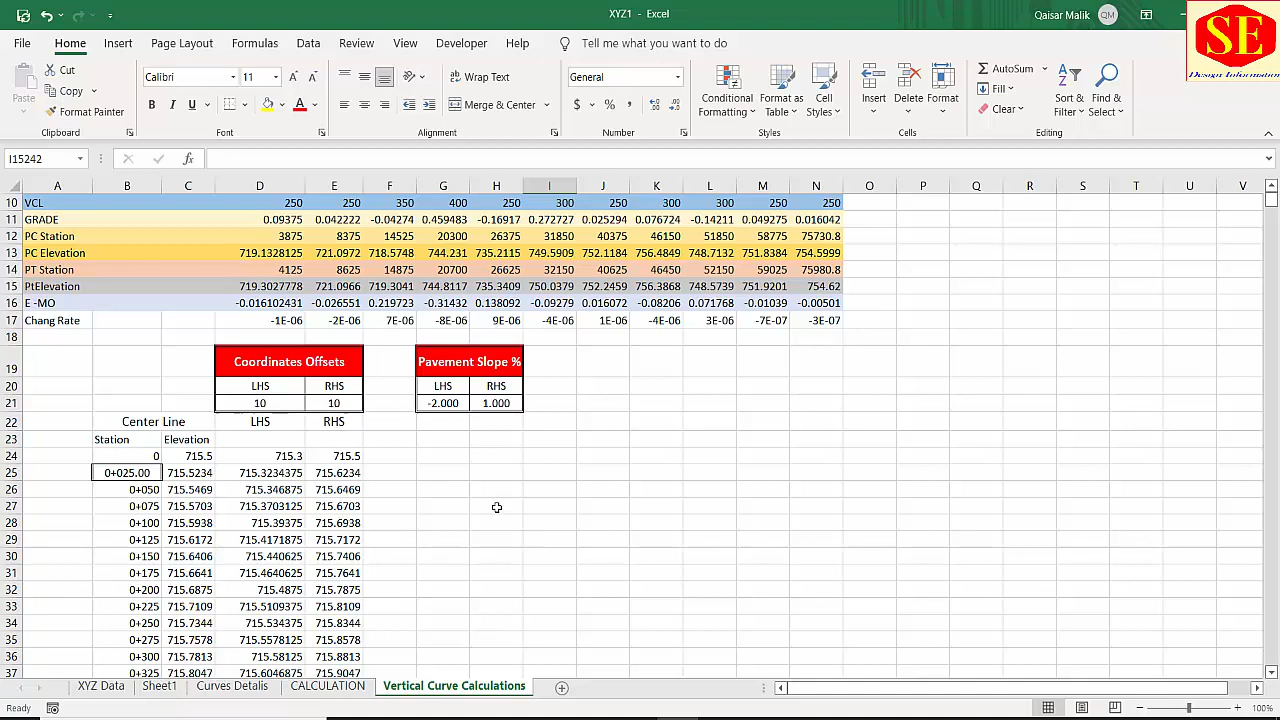 XYZ1 - Excel
Qaisar Malik QM
SE
Design Information
File Home Insert Page Layout Formulas Data Review View Developer Help Tell me what you want to do
Paste Cut Copy Format Painter Clipboard
Calibri 11 A A B I U A Font
Wrap Text Merge & Center Alignment
General $ % , Number
Conditional Formatting Format as Table Cell Styles Styles
Insert Delete Format Cells
AutoSum Fill Clear Sort & Filter Find & Select Editing
I15242 fx
A B C D E F G H I J K L M N O P Q R S T U V
10 VCL 250 250 350 400 250 300 300 300 300 250 250
11 GRADE 0.09375 0.042222 -0.04274 0.459483 -0.16917 0.272727 0.025294 0.076724 -0.14211 0.049275 0.016042
12 PC Station 3875 8375 14525 20300 26375 31850 40375 46150 51850 58775 75730.8
13 PC Elevation 719.1328125 721.0972 718.5748 744.231 735.2115 749.5909 752.1184 756.4849 748.7132 751.8384 754.5999
14 PT Station 4125 8625 14875 20700 26625 32150 40625 46450 52150 59025 75980.8
15 PtElevation 719.3027778 721.0966 719.3041 744.8117 735.3409 750.0379 752.2459 756.3868 748.5739 751.9201 754.62
16 E -MO -0.016102431 -0.026551 0.219723 -0.31432 0.138092 -0.09279 0.016072 -0.08206 0.071768 -0.01039 -0.00501
17 Chang Rate -1E-06 -2E-06 7E-06 -8E-06 9E-06 -4E-06 1E-06 -4E-06 3E-06 -7E-07 -3E-07
18
19 Coordinates Offsets Pavement Slope %
20 LHS RHS LHS RHS
21 10 10 -2.000 1.000
22 Center Line LHS RHS
23 Station Elevation
24 0 715.5 715.3 715.5
25 0+025.00 715.5234 715.3234375 715.6234
26 0+050 715.5469 715.346875 715.6469
27 0+075 715.5703 715.3703125 715.6703
28 0+100 715.5938 715.39375 715.6938
29 0+125 715.6172 715.4171875 715.7172
30 0+150 715.6406 715.440625 715.7406
31 0+175 715.6641 715.4640625 715.7641
32 0+200 715.6875 715.4875 715.7875
33 0+225 715.7109 715.5109375 715.8109
34 0+250 715.7344 715.534375 715.8344
35 0+275 715.7578 715.5578125 715.8578
36 0+300 715.7813 715.58125 715.8813
37 0+325 715.8047 715.6046875 715.9047
XYZ Data Sheet1 Curves Details CALCULATION Vertical Curve Calculations
Ready 100%